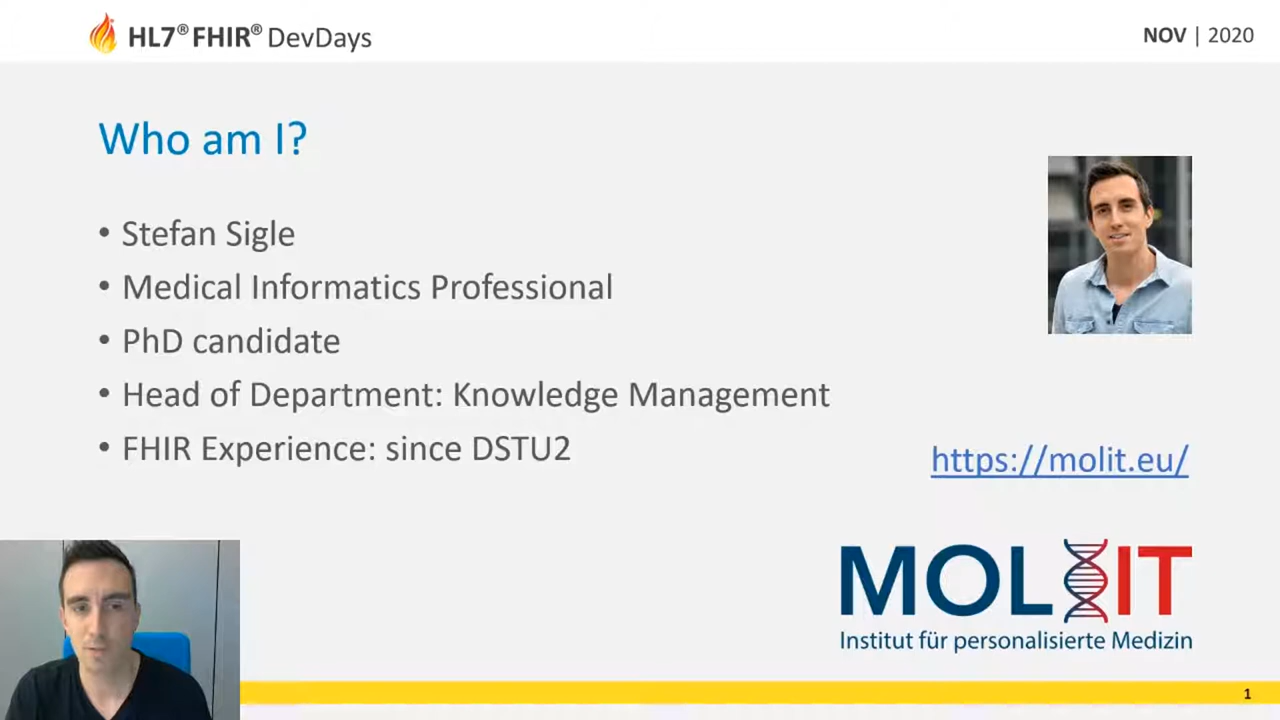 HL7® FHIR® DevDays
NOV | 2020
Who am I?
• Stefan Sigle
• Medical Informatics Professional
• PhD candidate
• Head of Department: Knowledge Management
• FHIR Experience: since DSTU2
https://molit.eu/
MOLIT
Institut für personalisierte Medizin
1